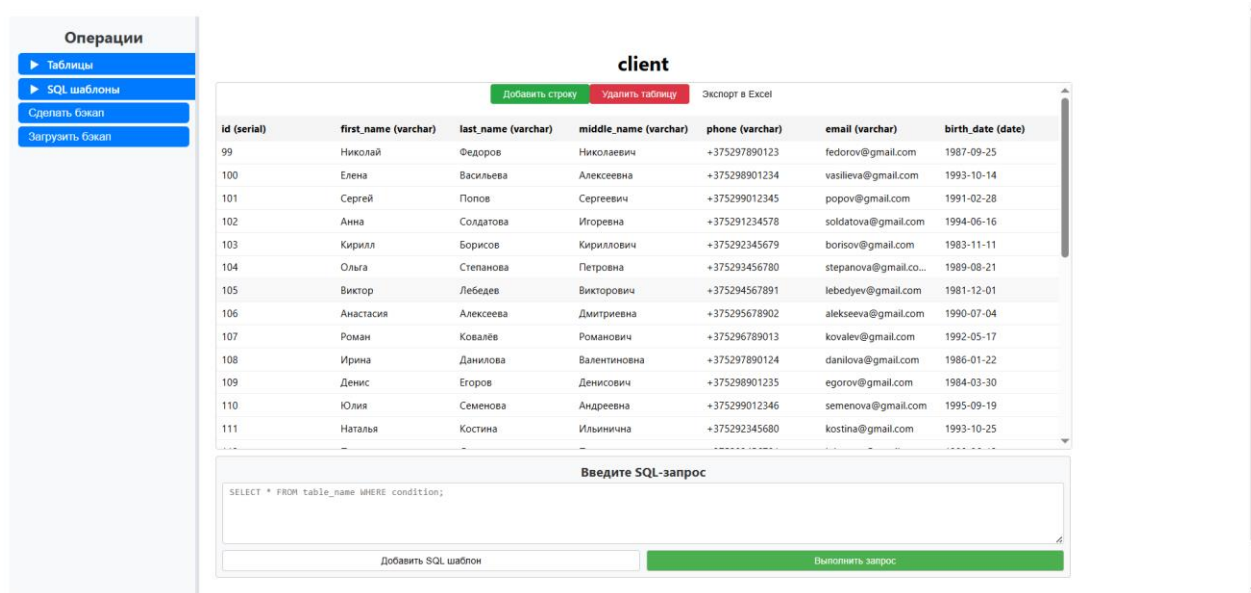 Операции
▶ Таблицы
▶ SQL шаблоны
Сделать бэкап
Загрузить бэкап
client
Добавить строку Удалить таблицу Экспорт в Excel
id (serial) first_name (varchar) last_name (varchar) middle_name (varchar) phone (varchar) email (varchar) birth_date (date)
99 Николай Федоров Николаевич +375297890123 fedorov@gmail.com 1987-09-25
100 Елена Васильева Алексеевна +375298901234 vasilieva@gmail.com 1993-10-14
101 Сергей Попов Сергеевич +375299012345 popov@gmail.com 1991-02-28
102 Анна Солдатова Игоревна +375291234578 soldatova@gmail.com 1994-06-16
103 Кирилл Борисов Кириллович +375292345679 borisov@gmail.com 1983-11-11
104 Ольга Степанова Петровна +375293456780 stepanova@gmail.co... 1989-08-21
105 Виктор Лебедев Викторович +375294567891 lebedyev@gmail.com 1981-12-01
106 Анастасия Алексеева Дмитриевна +375295678902 alekseeva@gmail.com 1990-07-04
107 Роман Ковалёв Романович +375296789013 kovalev@gmail.com 1992-05-17
108 Ирина Данилова Валентиновна +375297890124 danilova@gmail.com 1986-01-22
109 Денис Егоров Денисович +375298901235 egorov@gmail.com 1984-03-30
110 Юлия Семенова Андреевна +375299012346 semenova@gmail.com 1995-09-19
111 Наталья Костина Ильинична +375292345680 kostina@gmail.com 1993-10-25
Введите SQL-запрос
SELECT * FROM table_name WHERE condition;
Добавить SQL шаблон Выполнить запрос